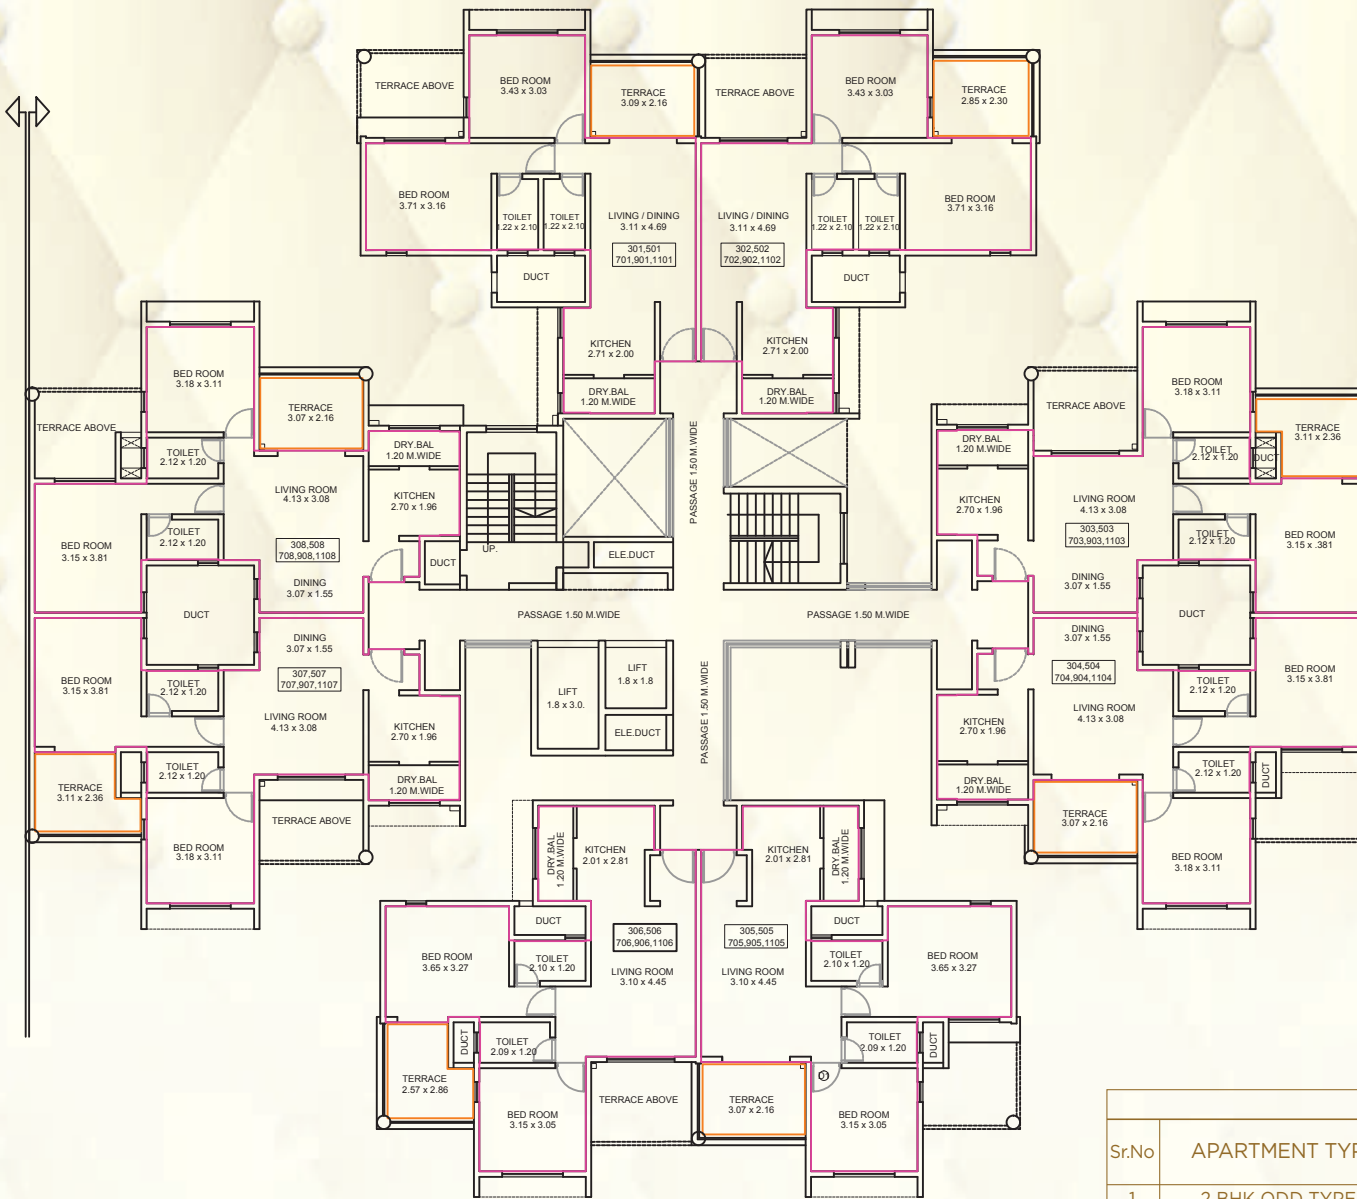 TERRACE ABOVE
BED ROOM
3.43 x 3.03
TERRACE
3.09 x 2.16
TERRACE ABOVE
BED ROOM
3.43 x 3.03
TERRACE
2.85 x 2.30
BED ROOM
3.71 x 3.16
TOILET
1.22 x 2.10
TOILET
1.22 x 2.10
LIVING / DINING
3.11 x 4.69
301,501
701,901,1101
LIVING / DINING
3.11 x 4.69
302,502
702,902,1102
TOILET
1.22 x 2.10
TOILET
1.22 x 2.10
BED ROOM
3.71 x 3.16
DUCT
DUCT
KITCHEN
2.71 x 2.00
KITCHEN
2.71 x 2.00
DRY.BAL
1.20 M.WIDE
DRY.BAL
1.20 M.WIDE
BED ROOM
3.18 x 3.11
TERRACE
3.07 x 2.16
TERRACE ABOVE
DRY.BAL
1.20 M.WIDE
TOILET
2.12 x 1.20
LIVING ROOM
4.13 x 3.08
KITCHEN
2.70 x 1.96
BED ROOM
3.15 x 3.81
TOILET
2.12 x 1.20
308,508
708,908,1108
DINING
3.07 x 1.55
DUCT
UP.
ELE.DUCT
DUCT
PASSAGE 1.50 M.WIDE
PASSAGE 1.50 M.WIDE
PASSAGE 1.50 M.WIDE
PASSAGE 1.50 M.WIDE
BED ROOM
3.18 x 3.11
TERRACE ABOVE
TERRACE
3.11 x 2.36
DRY.BAL
1.20 M.WIDE
TOILET
2.12 x 1.20
DUCT
KITCHEN
2.70 x 1.96
LIVING ROOM
4.13 x 3.08
303,503
703,903,1103
TOILET
2.12 x 1.20
BED ROOM
3.15 x .381
DINING
3.07 x 1.55
DUCT
DINING
3.07 x 1.55
BED ROOM
3.15 x 3.81
TOILET
2.12 x 1.20
307,507
707,907,1107
LIVING ROOM
4.13 x 3.08
KITCHEN
2.70 x 1.96
TOILET
2.12 x 1.20
TERRACE
3.11 x 2.36
DRY.BAL
1.20 M.WIDE
TERRACE ABOVE
BED ROOM
3.18 x 3.11
LIFT
1.8 x 1.8
LIFT
1.8 x 3.0.
ELE.DUCT
DINING
3.07 x 1.55
304,504
704,904,1104
TOILET
2.12 x 1.20
BED ROOM
3.15 x 3.81
KITCHEN
2.70 x 1.96
LIVING ROOM
4.13 x 3.08
TOILET
2.12 x 1.20
DUCT
DRY.BAL
1.20 M.WIDE
TERRACE
3.07 x 2.16
BED ROOM
3.18 x 3.11
DRY.BAL
1.20 M.WIDE
KITCHEN
2.01 x 2.81
KITCHEN
2.01 x 2.81
DRY.BAL
1.20 M.WIDE
DUCT
306,506
706,906,1106
305,505
705,905,1105
DUCT
BED ROOM
3.65 x 3.27
TOILET
2.10 x 1.20
LIVING ROOM
3.10 x 4.45
LIVING ROOM
3.10 x 4.45
TOILET
2.10 x 1.20
BED ROOM
3.65 x 3.27
DUCT
TOILET
2.09 x 1.20
TOILET
2.09 x 1.20
DUCT
TERRACE
2.57 x 2.86
BED ROOM
3.15 x 3.05
TERRACE ABOVE
TERRACE
3.07 x 2.16
BED ROOM
3.15 x 3.05
Sr.No
APARTMENT TYP
1
2 BHK ODD TYPE